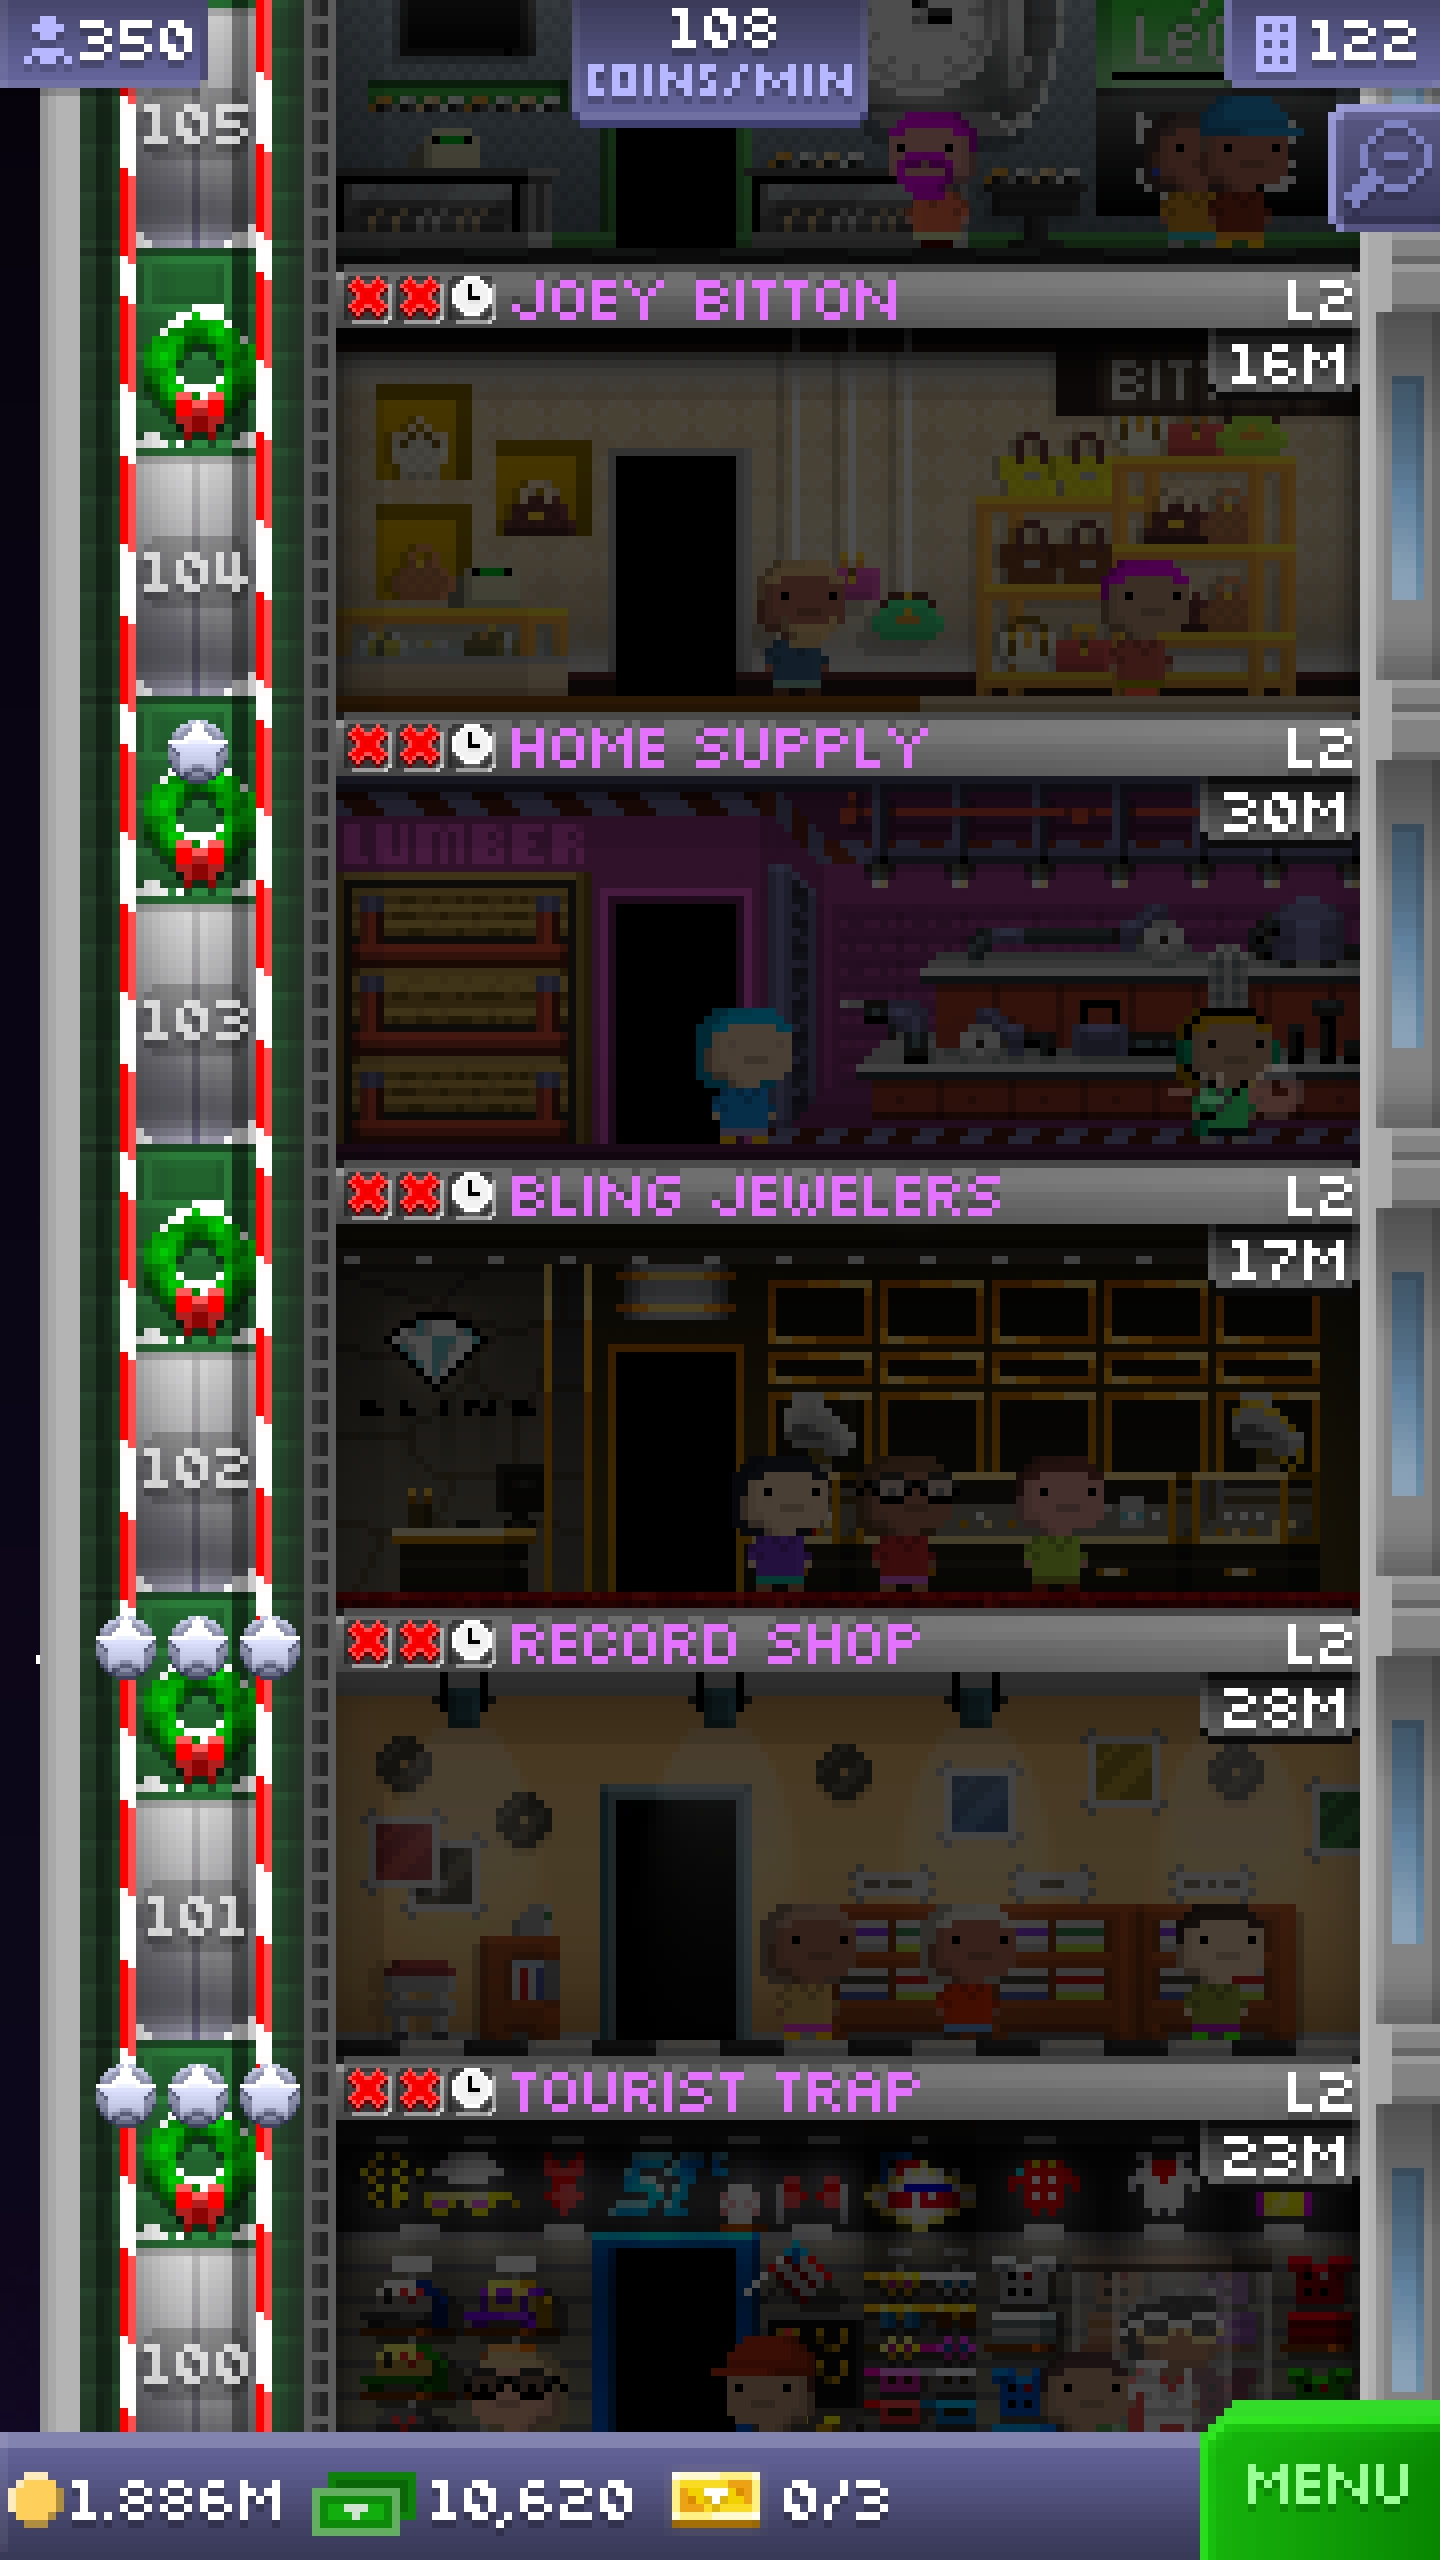 350
108
COINS/MIN
122
105
JOEY BITTON L2
16M
104
HOME SUPPLY L2
30M
LUMBER
103
BLING JEWELERS L2
17M
BLING
102
RECORD SHOP L2
28M
101
TOURIST TRAP L2
23M
100
1.886M 10,620 0/3
MENU